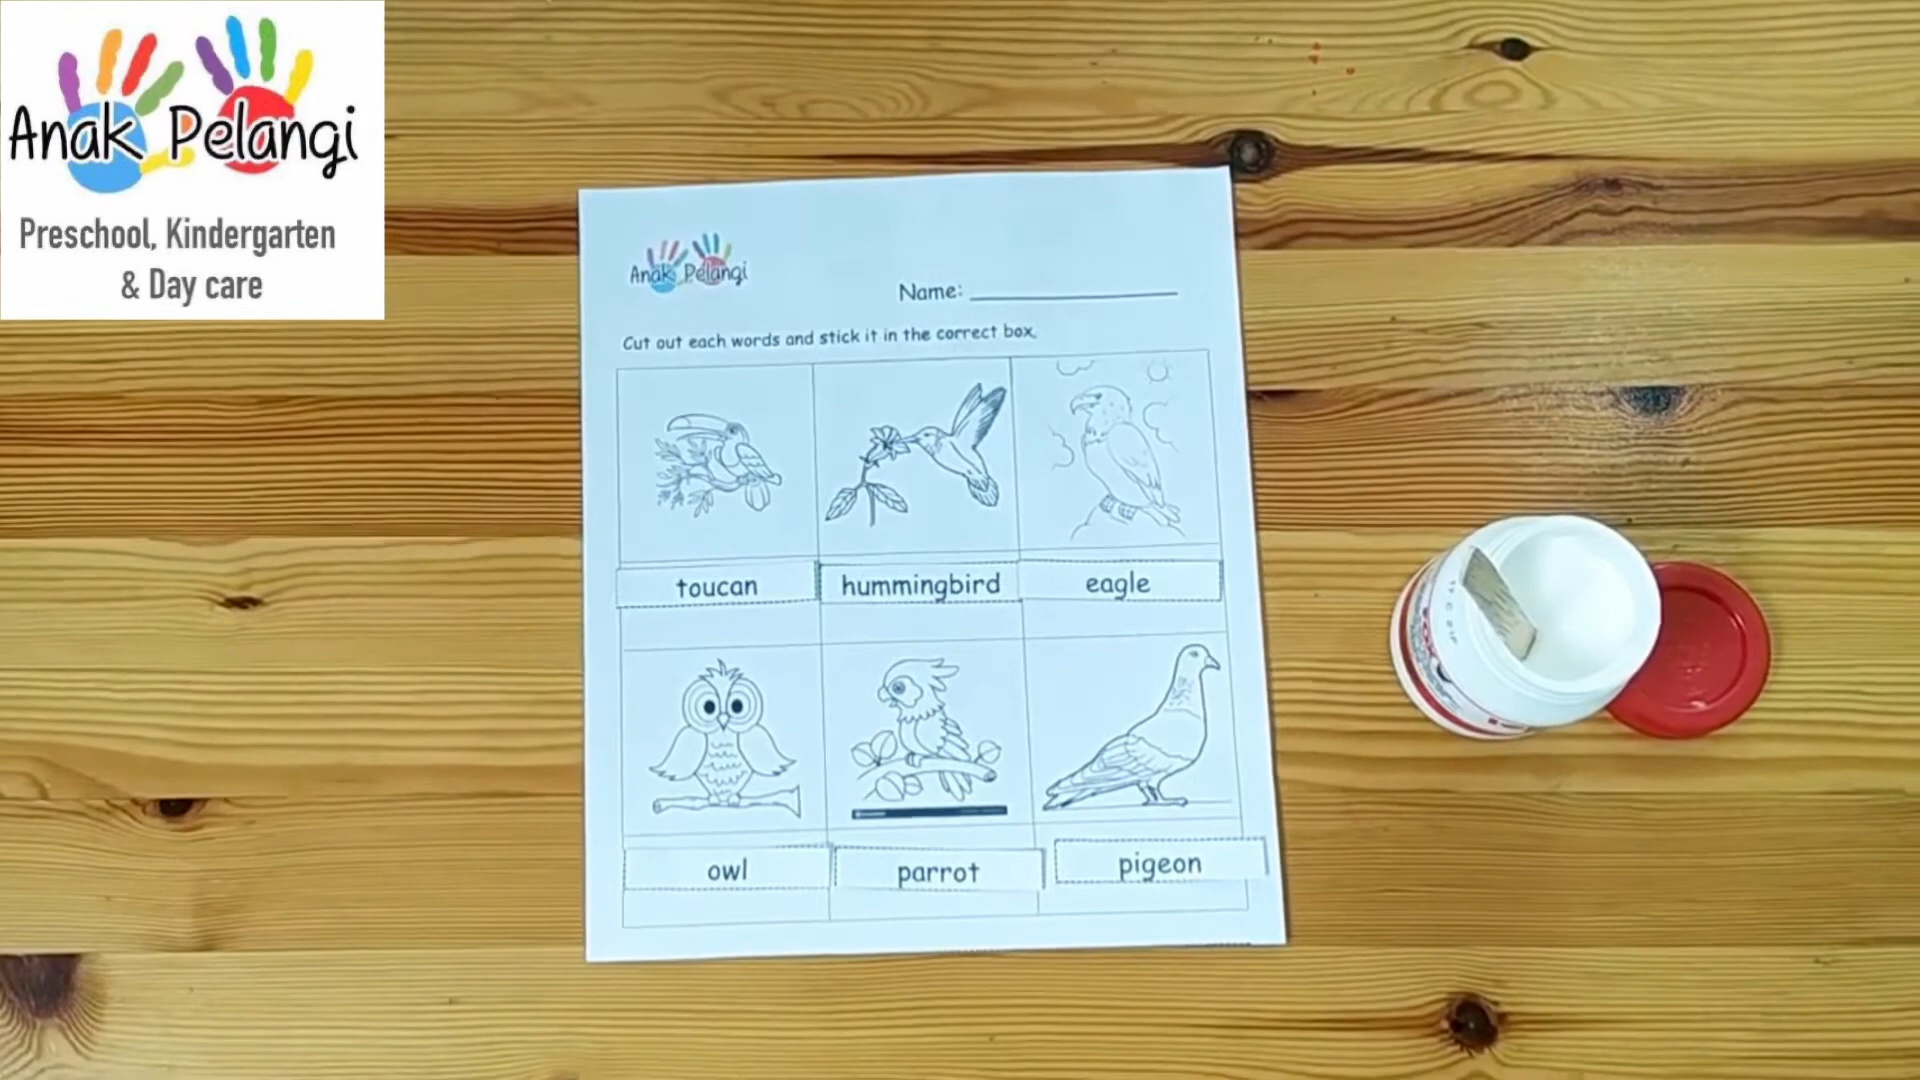 Anak Pelangi
Preschool, Kindergarten
& Day care
Anak Pelangi
Name:
Cut out each words and stick it in the correct box.
toucan
hummingbird
eagle
owl
parrot
pigeon